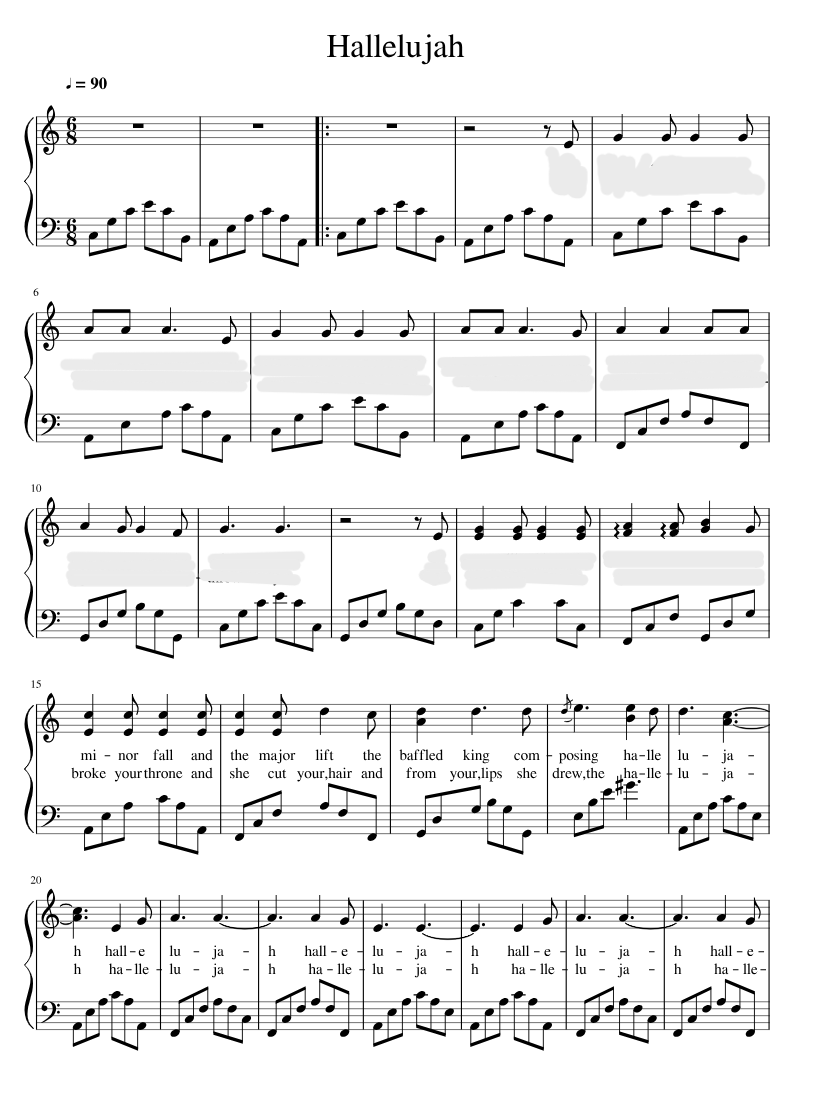 Hallelujah
♩ = 90
6
10
15
mi - nor fall and the major lift the baffled king com - posing ha - lle lu - ja -
broke your throne and she cut your,hair and from your,lips she drew,the ha - lle - lu - ja -
20
h hall - e lu - ja - h hall - e - lu - ja - h hall - e - lu - ja - h hall - e -
h ha - lle - lu - ja - h ha - lle - lu - ja - h ha - lle - lu - ja - h ha - lle -